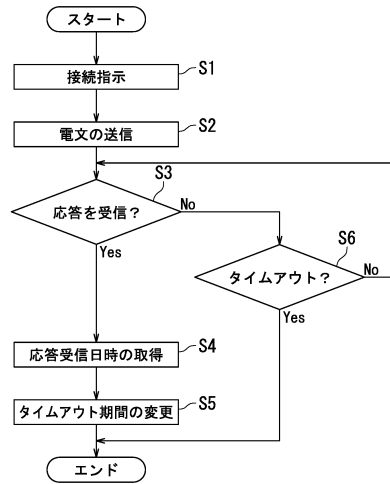 スタート
接続指示
S1
電文の送信
S2
応答を受信？
S3
No
Yes
タイムアウト？
S6
No
Yes
応答受信日時の取得
S4
タイムアウト期間の変更
S5
エンド